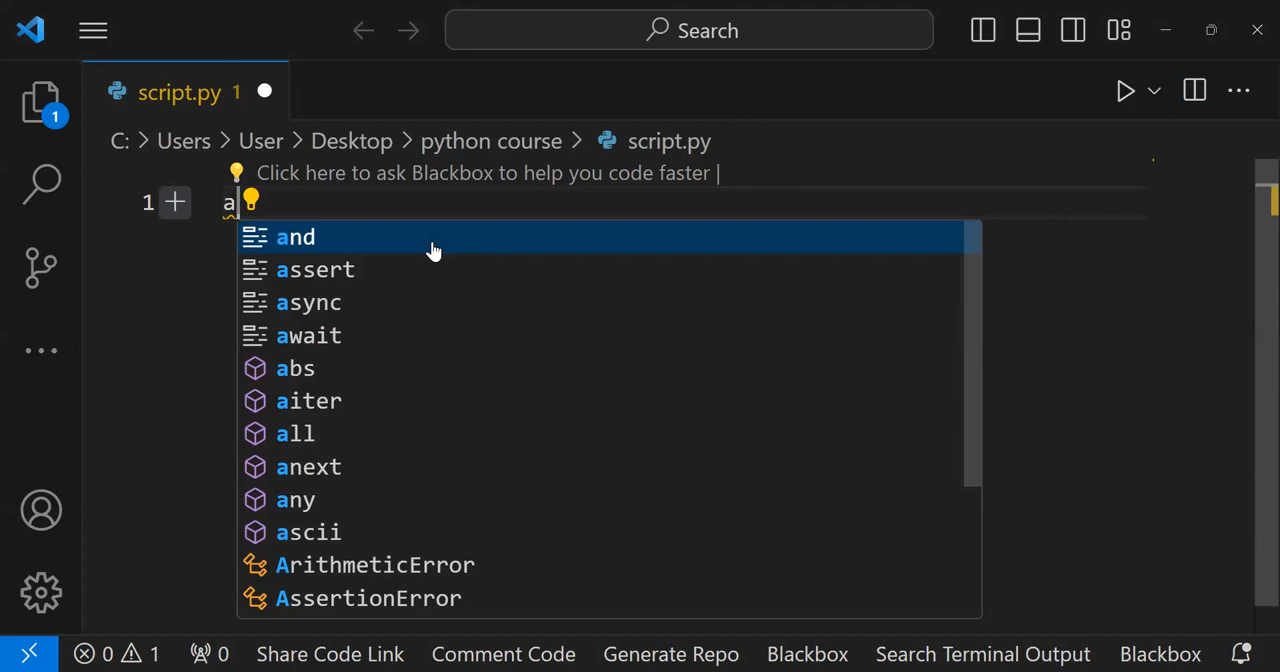 Search
script.py 1
1
C: > Users > User > Desktop > python course > script.py
Click here to ask Blackbox to help you code faster |
1 + a
and
assert
async
await
abs
aiter
all
anext
any
ascii
ArithmeticError
AssertionError
0 1 0 Share Code Link Comment Code Generate Repo Blackbox Search Terminal Output Blackbox